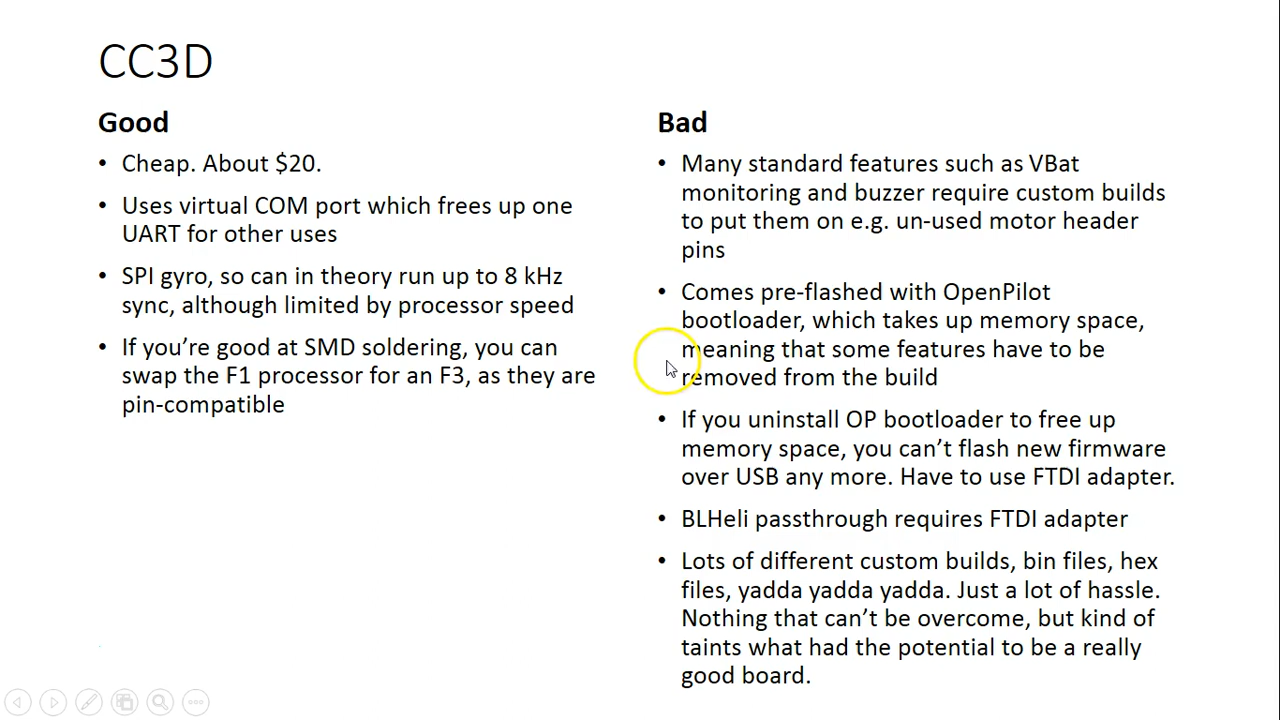 CC3D
Good
• Cheap. About $20.
• Uses virtual COM port which frees up one
UART for other uses
• SPI gyro, so can in theory run up to 8 kHz
sync, although limited by processor speed
• If you’re good at SMD soldering, you can
swap the F1 processor for an F3, as they are
pin-compatible
Bad
• Many standard features such as VBat
monitoring and buzzer require custom builds
to put them on e.g. un-used motor header
pins
• Comes pre-flashed with OpenPilot
bootloader, which takes up memory space,
meaning that some features have to be
removed from the build
• If you uninstall OP bootloader to free up
memory space, you can’t flash new firmware
over USB any more. Have to use FTDI adapter.
• BLHeli passthrough requires FTDI adapter
• Lots of different custom builds, bin files, hex
files, yadda yadda yadda. Just a lot of hassle.
Nothing that can’t be overcome, but kind of
taints what had the potential to be a really
good board.